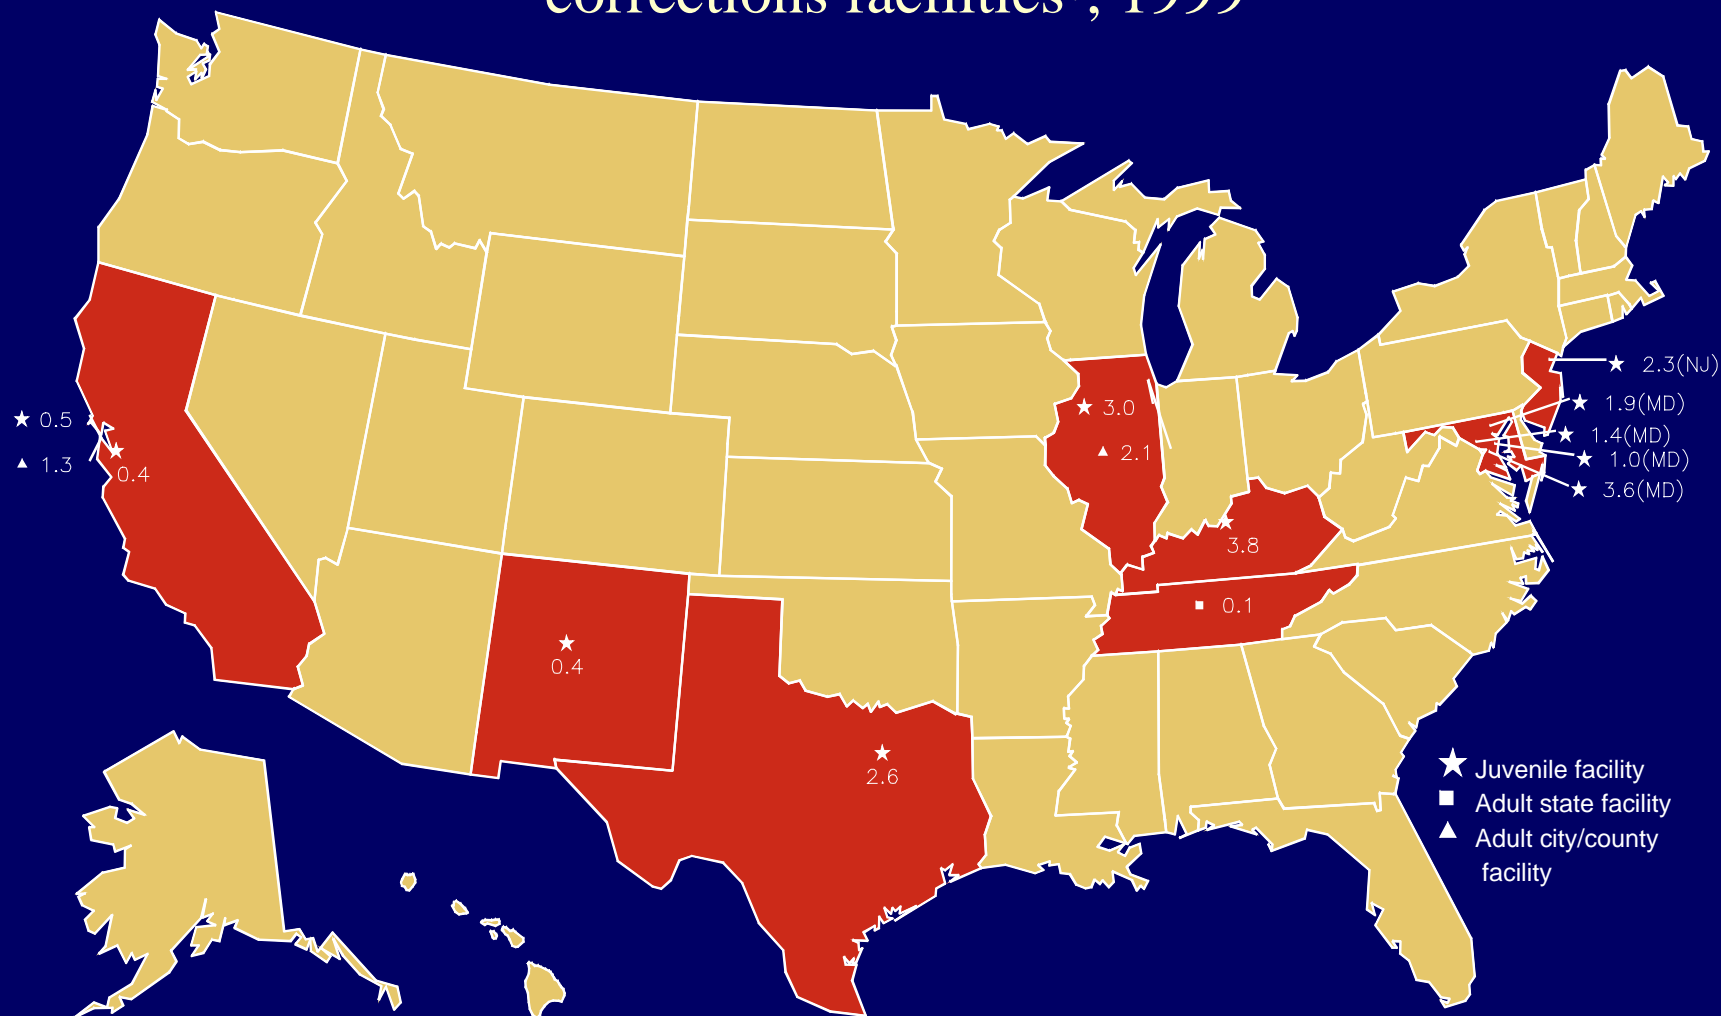 corrections facilities*, 1999
2.3(NJ)
1.9(MD)
1.4(MD)
1.0(MD)
3.6(MD)
3.0
2.1
0.5
1.3
0.4
3.8
0.1
0.4
2.6
Juvenile facility
Adult state facility
Adult city/county
facility